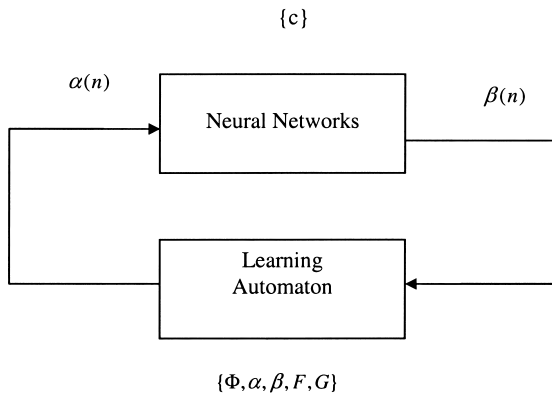 {c}
α(n)
β(n)
Neural Networks
Learning
Automaton
{Φ, α, β, F, G}